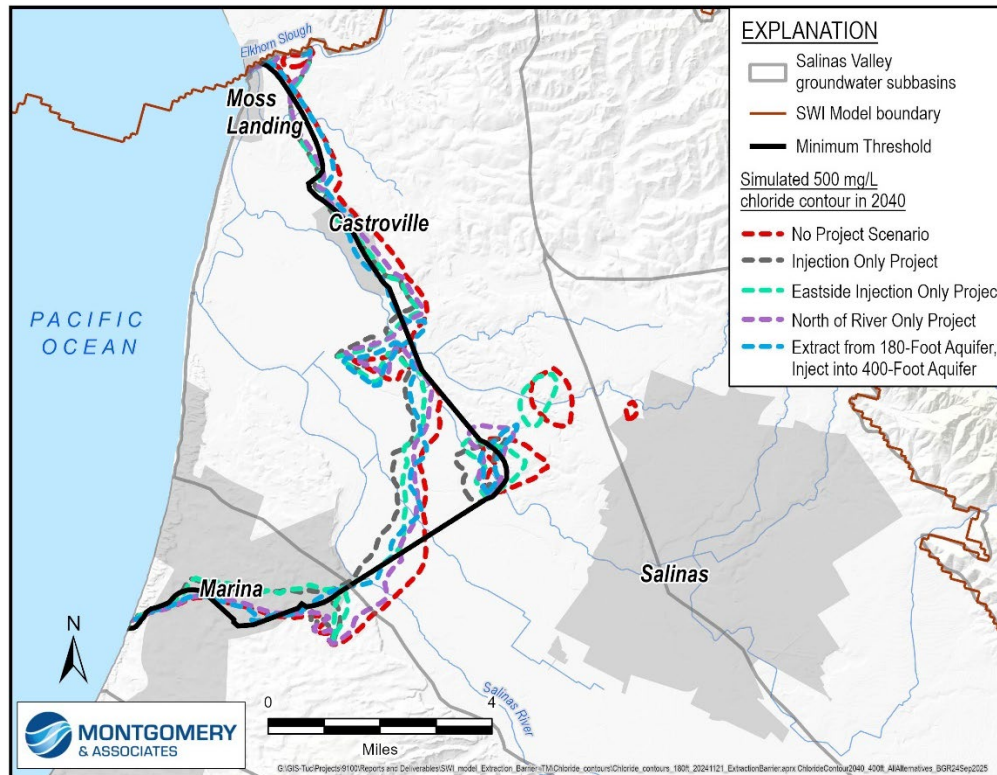 Elkhorn Slough
Moss
Landing
Castroville
PACIFIC
OCEAN
Marina
Salinas
Salinas
River
N
0
4
Miles
MONTGOMERY
& ASSOCIATES
EXPLANATION
Salinas Valley
groundwater subbasins
SWI Model boundary
Minimum Threshold
Simulated 500 mg/L
chloride contour in 2040
No Project Scenario
Injection Only Project
Eastside Injection Only Project
North of River Only Project
Extract from 180-Foot Aquifer,
Inject into 400-Foot Aquifer